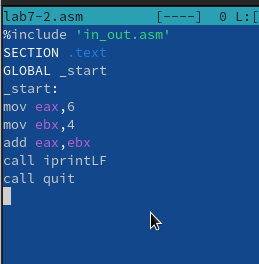 lab7-2.asm [----] 0 L:[
%include 'in_out.asm'
SECTION .text
GLOBAL _start
_start:
mov eax,6
mov ebx,4
add eax,ebx
call iprintLF
call quit